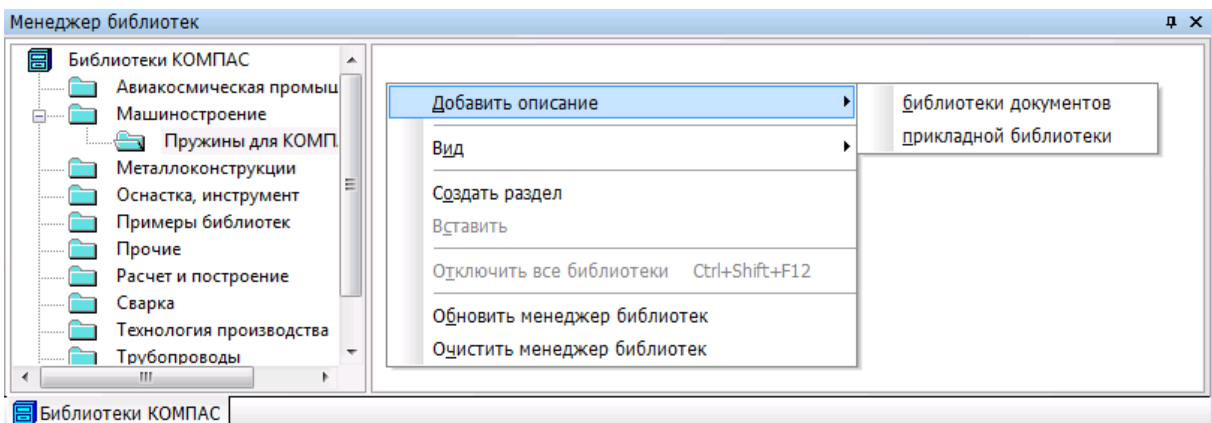 Менеджер библиотек
Библиотеки КОМПАС
Авиакосмическая промыш
Машиностроение
Пружины для КОМП
Металлоконструкции
Оснастка, инструмент
Примеры библиотек
Прочие
Расчет и построение
Сварка
Технология производства
Трубопроводы
Добавить описание
Вид
Создать раздел
Вставить
Отключить все библиотеки Ctrl+Shift+F12
Обновить менеджер библиотек
Очистить менеджер библиотек
библиотеки документов
прикладной библиотеки
Библиотеки КОМПАС